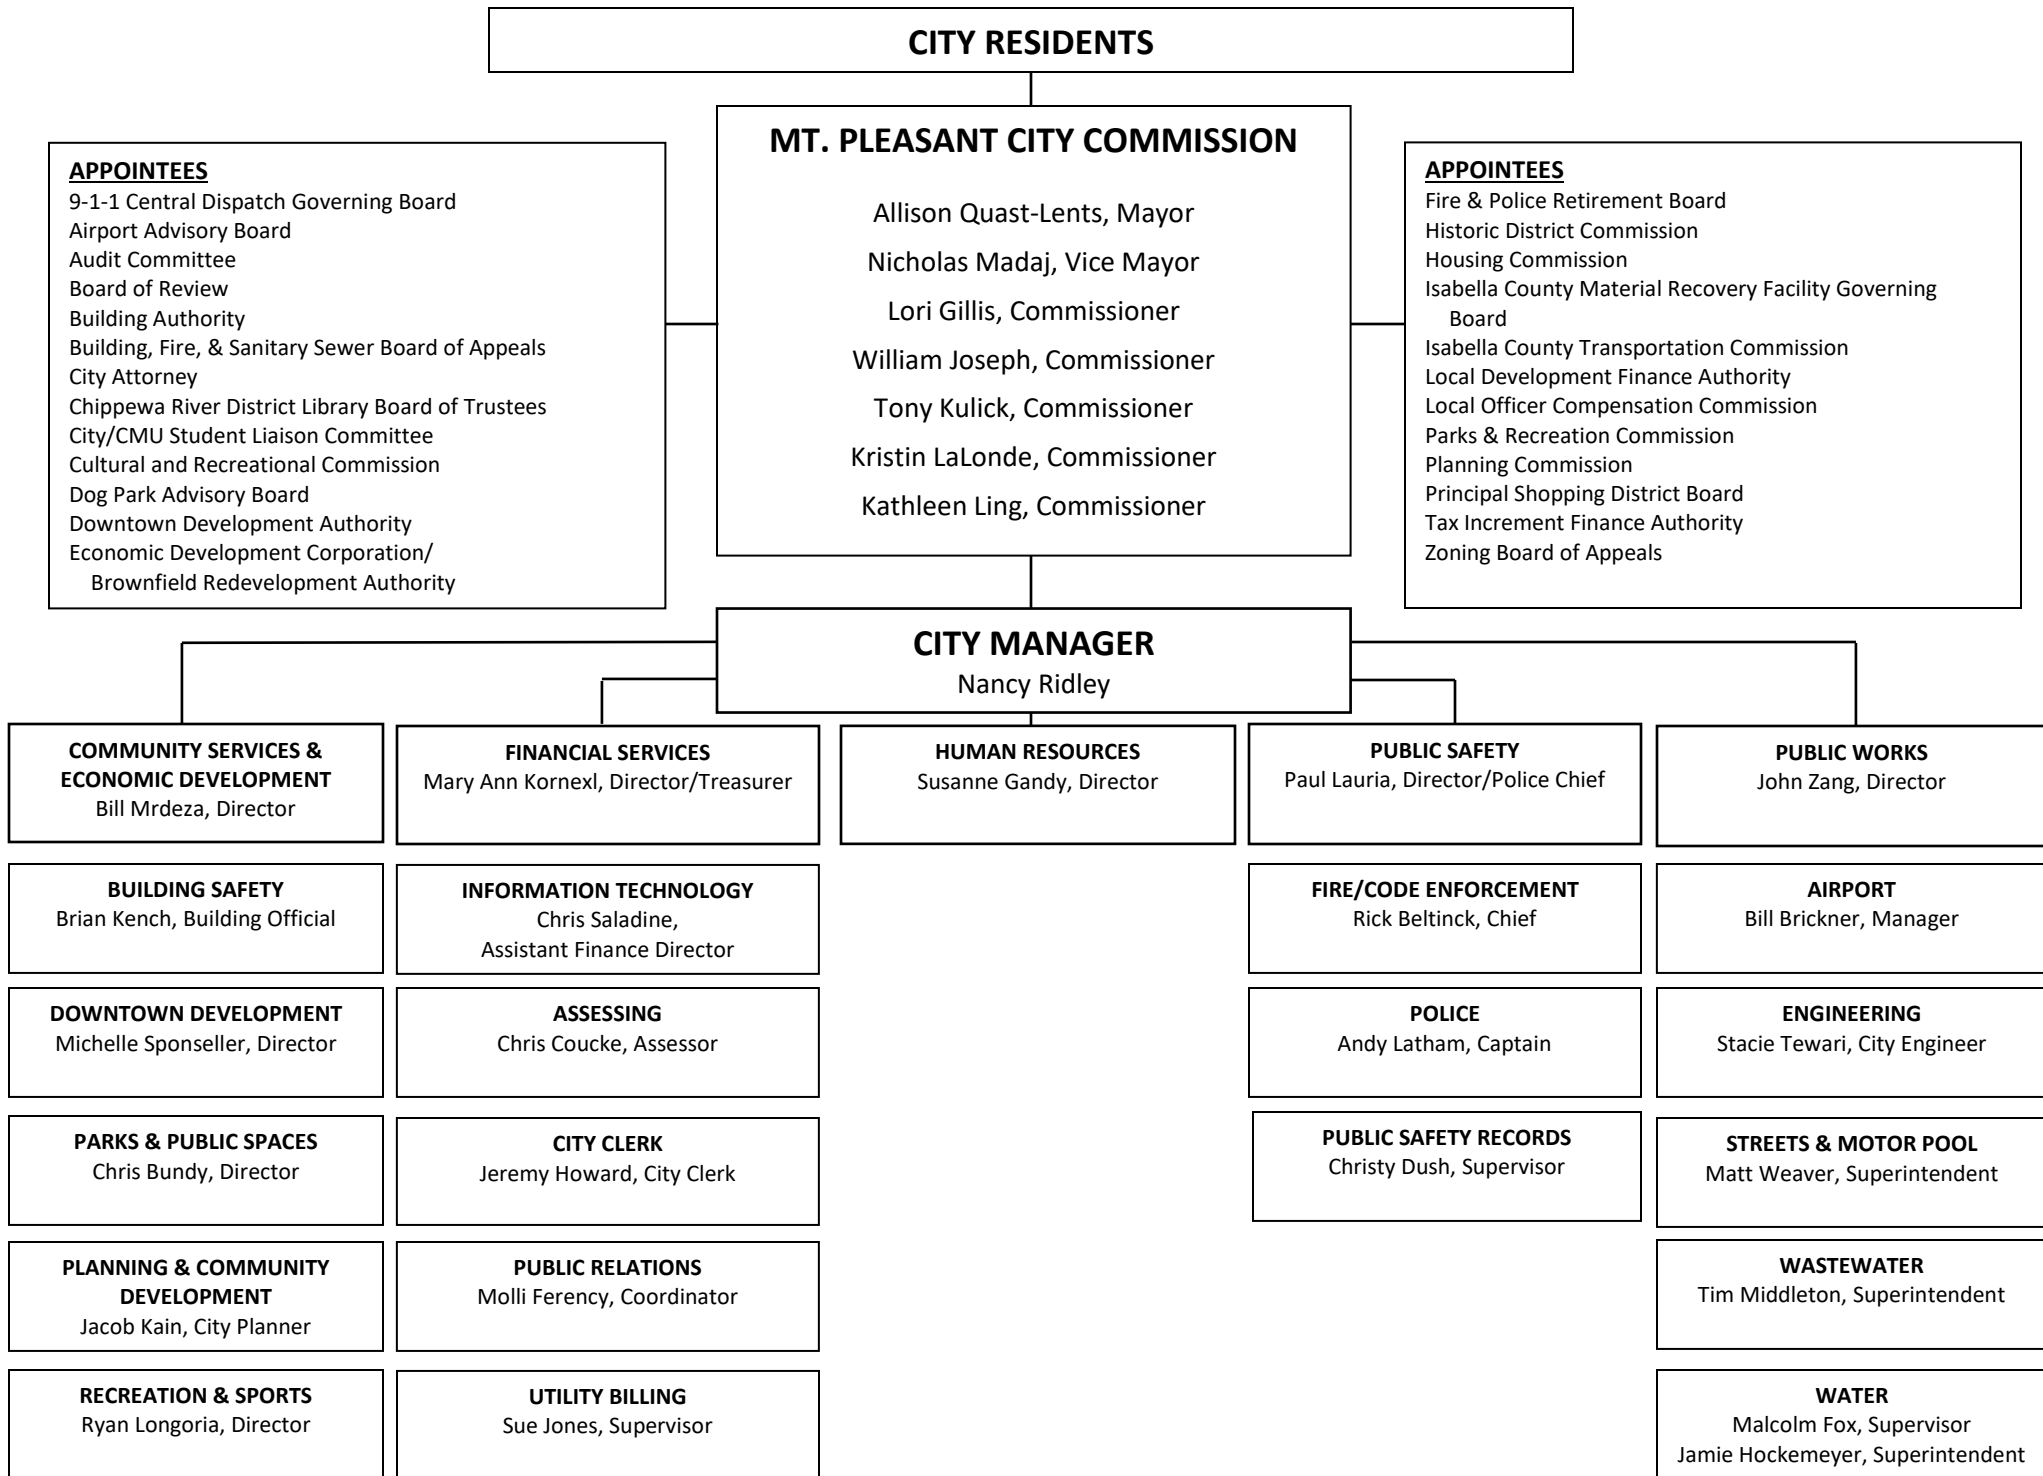 CITY RESIDENTS
MT. PLEASANT CITY COMMISSION
Allison Quast-Lents, Mayor
Nicholas Madaj, Vice Mayor
Lori Gillis, Commissioner
William Joseph, Commissioner
Tony Kulick, Commissioner
Kristin LaLonde, Commissioner
Kathleen Ling, Commissioner
APPOINTEES
9-1-1 Central Dispatch Governing Board
Airport Advisory Board
Audit Committee
Board of Review
Building Authority
Building, Fire, & Sanitary Sewer Board of Appeals
City Attorney
Chippewa River District Library Board of Trustees
City/CMU Student Liaison Committee
Cultural and Recreational Commission
Dog Park Advisory Board
Downtown Development Authority
Economic Development Corporation/
Brownfield Redevelopment Authority
APPOINTEES
Fire & Police Retirement Board
Historic District Commission
Housing Commission
Isabella County Material Recovery Facility Governing
Board
Isabella County Transportation Commission
Local Development Finance Authority
Local Officer Compensation Commission
Parks & Recreation Commission
Planning Commission
Principal Shopping District Board
Tax Increment Finance Authority
Zoning Board of Appeals
CITY MANAGER
Nancy Ridley
COMMUNITY SERVICES &
ECONOMIC DEVELOPMENT
Bill Mrdeza, Director
BUILDING SAFETY
Brian Kench, Building Official
DOWNTOWN DEVELOPMENT
Michelle Sponseller, Director
PARKS & PUBLIC SPACES
Chris Bundy, Director
PLANNING & COMMUNITY
DEVELOPMENT
Jacob Kain, City Planner
RECREATION & SPORTS
Ryan Longoria, Director
FINANCIAL SERVICES
Mary Ann Kornexl, Director/Treasurer
INFORMATION TECHNOLOGY
Chris Saladine,
Assistant Finance Director
ASSESSING
Chris Coucke, Assessor
CITY CLERK
Jeremy Howard, City Clerk
PUBLIC RELATIONS
Molli Ferency, Coordinator
UTILITY BILLING
Sue Jones, Supervisor
HUMAN RESOURCES
Susanne Gandy, Director
PUBLIC SAFETY
Paul Lauria, Director/Police Chief
FIRE/CODE ENFORCEMENT
Rick Beltinck, Chief
POLICE
Andy Latham, Captain
PUBLIC SAFETY RECORDS
Christy Dush, Supervisor
PUBLIC WORKS
John Zang, Director
AIRPORT
Bill Brickner, Manager
ENGINEERING
Stacie Tewari, City Engineer
STREETS & MOTOR POOL
Matt Weaver, Superintendent
WASTEWATER
Tim Middleton, Superintendent
WATER
Malcolm Fox, Supervisor
Jamie Hockemeyer, Superintendent